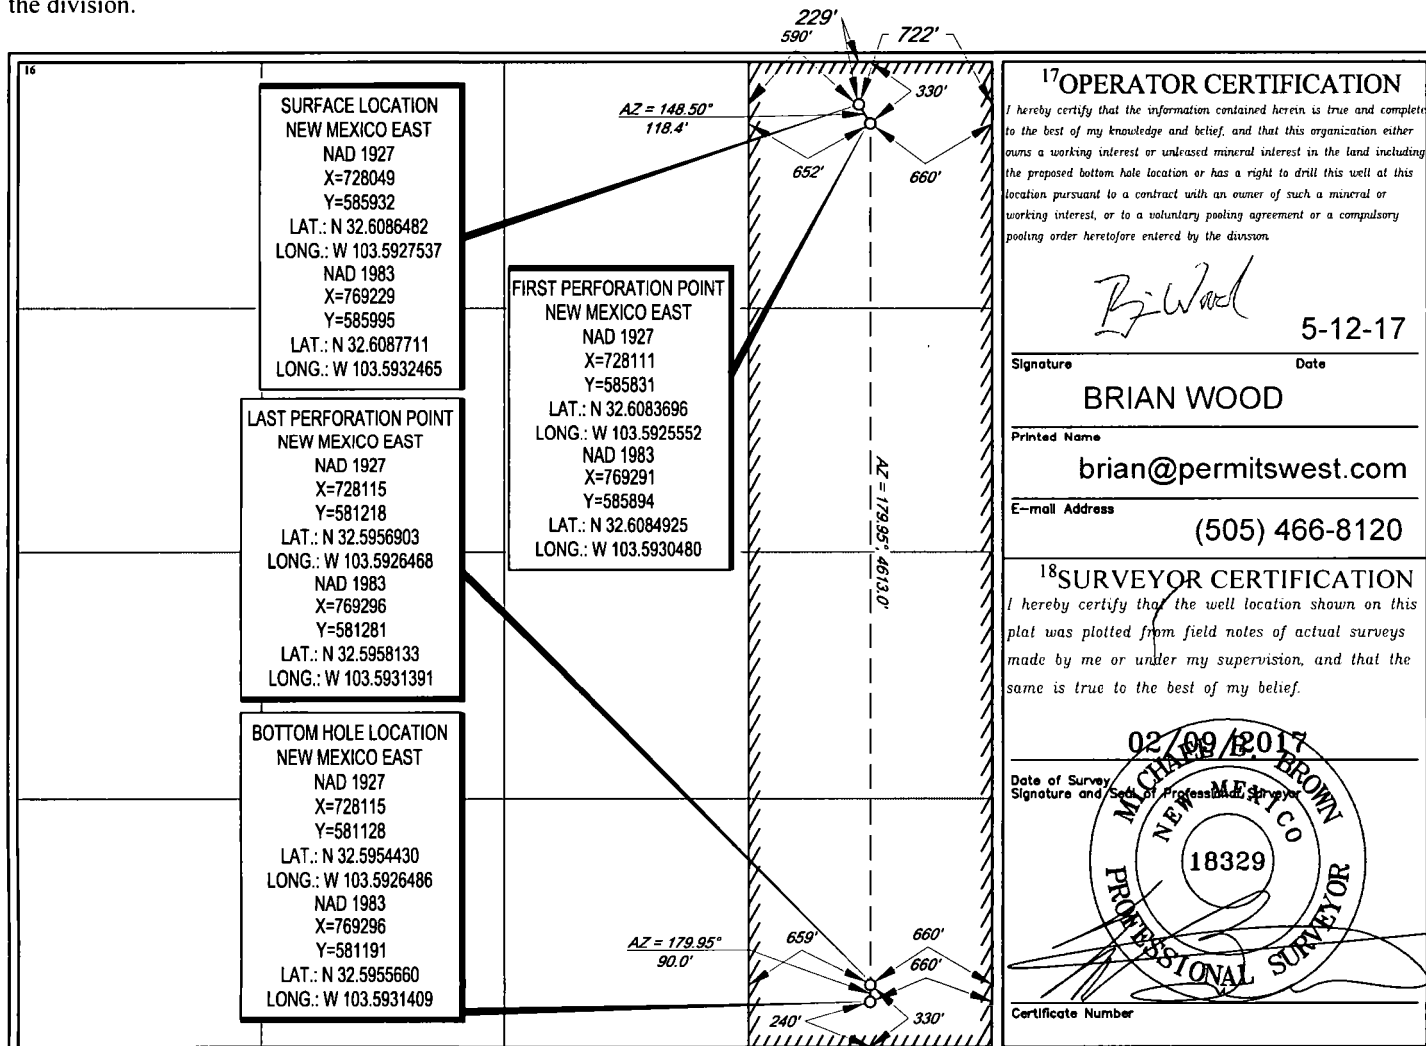 the division.
16
229'
590'
722'
330'
AZ = 148.50°
118.4'
652'
660'
SURFACE LOCATION
NEW MEXICO EAST
NAD 1927
X=728049
Y=585932
LAT.: N 32.6086482
LONG.: W 103.5927537
NAD 1983
X=769229
Y=585995
LAT.: N 32.6087711
LONG.: W 103.5932465
FIRST PERFORATION POINT
NEW MEXICO EAST
NAD 1927
X=728111
Y=585831
LAT.: N 32.6083696
LONG.: W 103.5925552
NAD 1983
X=769291
Y=585894
LAT.: N 32.6084925
LONG.: W 103.5930480
LAST PERFORATION POINT
NEW MEXICO EAST
NAD 1927
X=728115
Y=581218
LAT.: N 32.5956903
LONG.: W 103.5926468
NAD 1983
X=769296
Y=581281
LAT.: N 32.5958133
LONG.: W 103.5931391
AZ = 179.95°, 4613.0'
BOTTOM HOLE LOCATION
NEW MEXICO EAST
NAD 1927
X=728115
Y=581128
LAT.: N 32.5954430
LONG.: W 103.5926486
NAD 1983
X=769296
Y=581191
LAT.: N 32.5955660
LONG.: W 103.5931409
AZ = 179.95°
90.0'
659'
660'
660'
240'
330'
17 OPERATOR CERTIFICATION
I hereby certify that the information contained herein is true and complete
to the best of my knowledge and belief, and that this organization either
owns a working interest or unleased mineral interest in the land including
the proposed bottom hole location or has a right to drill this well at this
location pursuant to a contract with an owner of such a mineral or
working interest, or to a voluntary pooling agreement or a compulsory
pooling order heretofore entered by the division
5-12-17
Signature Date
BRIAN WOOD
Printed Name
brian@permitswest.com
E-mail Address
(505) 466-8120
18 SURVEYOR CERTIFICATION
I hereby certify that the well location shown on this
plat was plotted from field notes of actual surveys
made by me or under my supervision, and that the
same is true to the best of my belief.
02/09/2017
Date of Survey
Signature and Seal of Professional Surveyor
MICHAEL B. BROWN
NEW MEXICO
18329
PROFESSIONAL SURVEYOR
Certificate Number